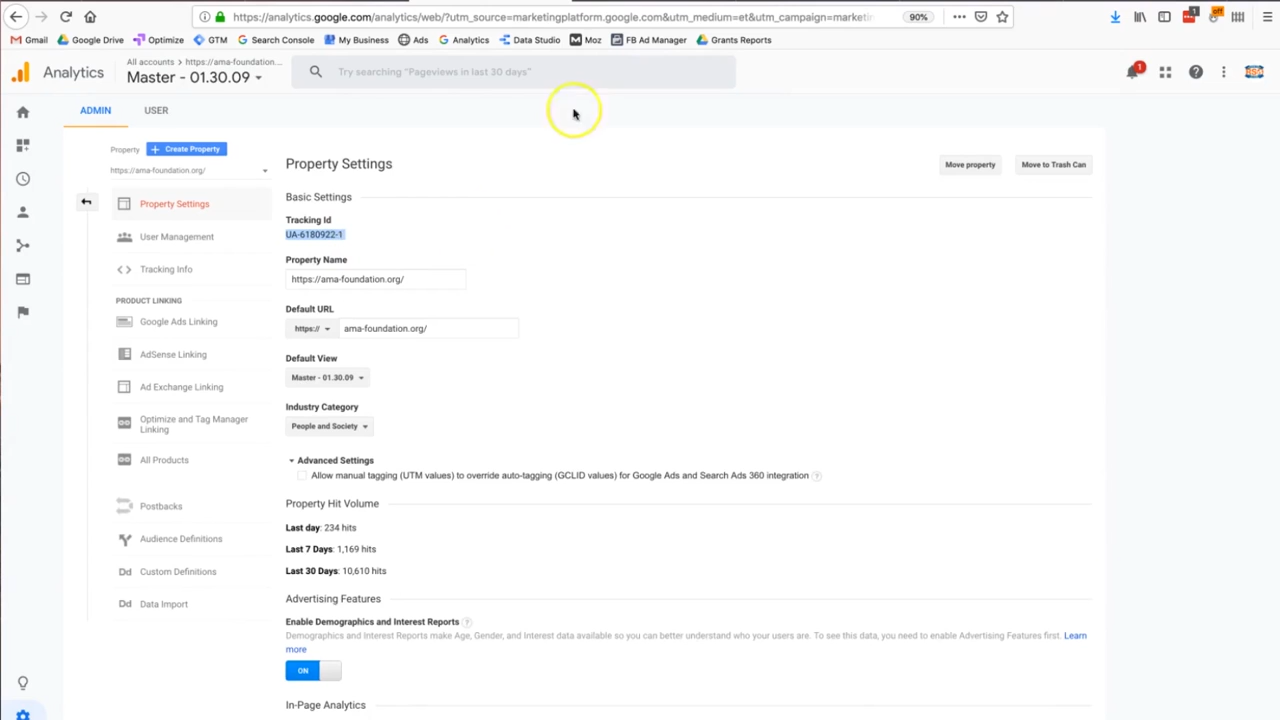 https://analytics.google.com/analytics/web/?utm_source=marketingplatform.google.com&utm_medium=et&utm_campaign=marketi
90%
1
off
Gmail
Google Drive
Optimize
GTM
Search Console
My Business
Ads
Analytics
Data Studio
Moz
FB Ad Manager
Grants Reports
Analytics
All accounts > https://ama-foundation...
Master - 01.30.09
Try searching "Pageviews in last 30 days"
1
ADMIN
USER
Property
+ Create Property
https://ama-foundation.org/
Property Settings
User Management
Tracking Info
PRODUCT LINKING
Google Ads Linking
AdSense Linking
Ad Exchange Linking
Optimize and Tag Manager
Linking
All Products
Postbacks
Audience Definitions
Dd Custom Definitions
Dd Data Import
Property Settings
Move property
Move to Trash Can
Basic Settings
Tracking Id
UA-6180922-1
Property Name
https://ama-foundation.org/
Default URL
https://
ama-foundation.org/
Default View
Master - 01.30.09
Industry Category
People and Society
Advanced Settings
Allow manual tagging (UTM values) to override auto-tagging (GCLID values) for Google Ads and Search Ads 360 integration ?
Property Hit Volume
Last day: 234 hits
Last 7 Days: 1,169 hits
Last 30 Days: 10,610 hits
Advertising Features
Enable Demographics and Interest Reports ?
Demographics and Interest Reports make Age, Gender, and Interest data available so you can better understand who your users are. To see this data, you need to enable Advertising Features first. Learn
more
ON
In-Page Analytics